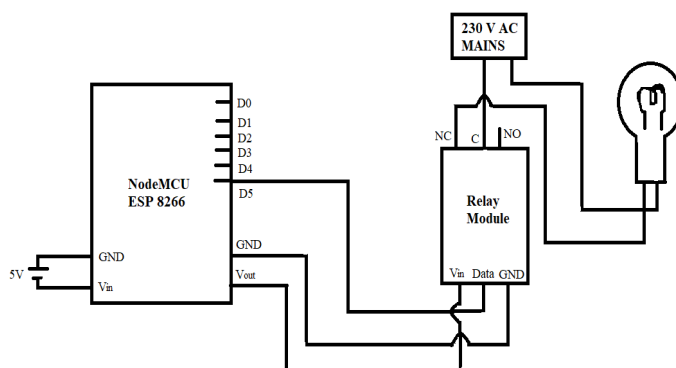 230 V AC
MAINS
D0
D1
D2
D3
D4
D5
NodeMCU
ESP 8266
GND
Vin
5V
GND
Vout
NC
C
NO
Relay
Module
Vin
Data
GND